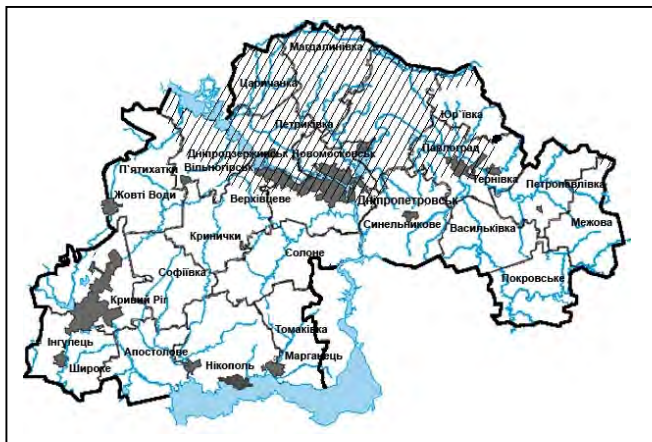 Магдалинівка
Царичанка
Петриківка
Юр'ївка
Дніпродзержинськ
Новомосковськ
Павлоград
П'ятихатки
Вільногірськ
Тернівка
Петропавлівка
Жовті Води
Верхівцеве
Дніпропетровськ
Синельникове
Васильківка
Межова
Кринички
Солоне
Софіївка
Покровське
Кривий Ріг
Томаківка
Інгулець
Апостолове
Марганець
Широке
Нікополь